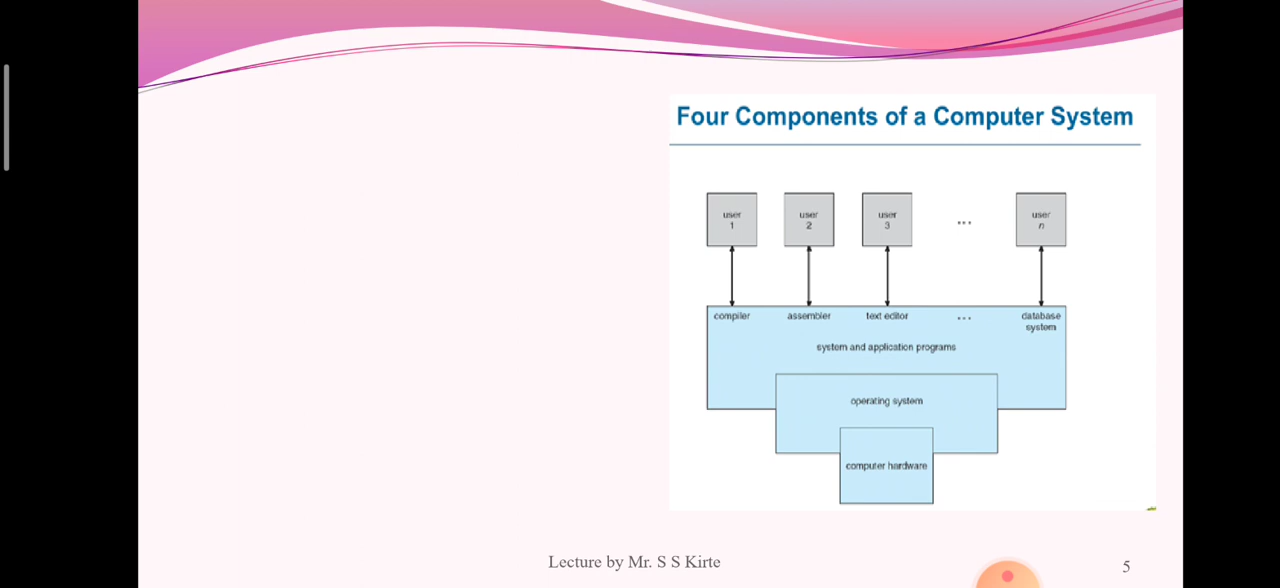 Four Components of a Computer System
user
1
user
2
user
3
...
user
n
compiler
assembler
text editor
...
database
system
system and application programs
operating system
computer hardware
Lecture by Mr. S S Kirte
5